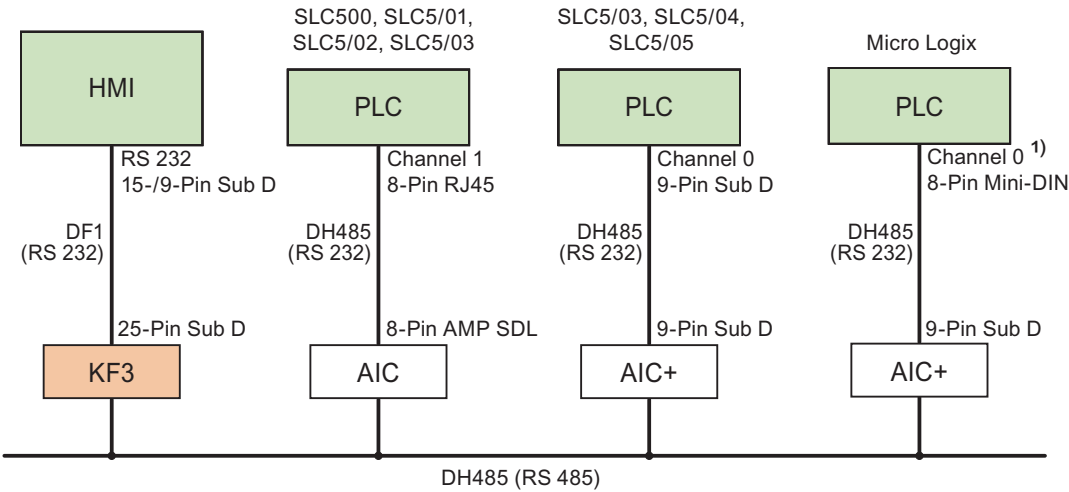 HMI
RS 232
15-/9-Pin Sub D
DF1
(RS 232)
25-Pin Sub D
KF3
SLC500, SLC5/01,
SLC5/02, SLC5/03
PLC
Channel 1
8-Pin RJ45
DH485
(RS 232)
8-Pin AMP SDL
AIC
SLC5/03, SLC5/04,
SLC5/05
PLC
Channel 0
9-Pin Sub D
DH485
(RS 232)
9-Pin Sub D
AIC+
Micro Logix
PLC
Channel 0 1)
8-Pin Mini-DIN
DH485
(RS 232)
9-Pin Sub D
AIC+
DH485 (RS 485)